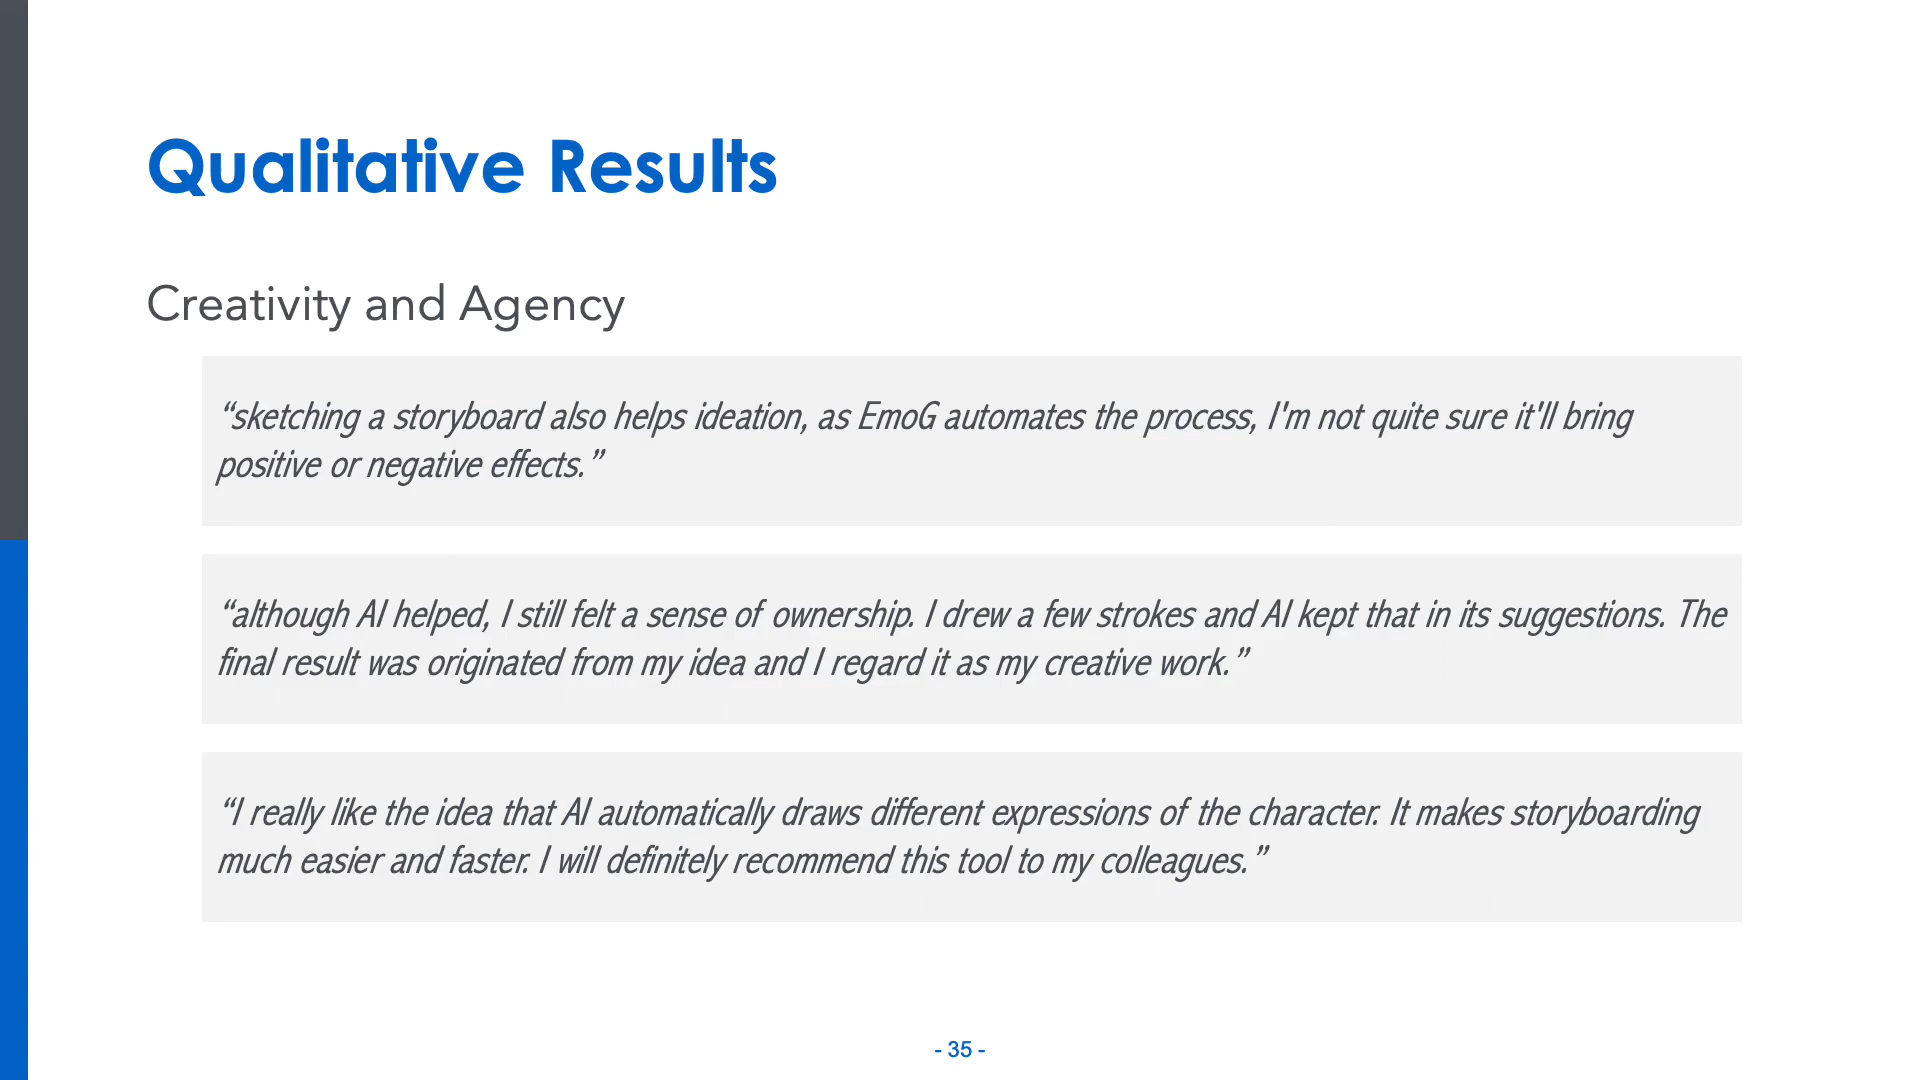 Qualitative Results
Creativity and Agency
“sketching a storyboard also helps ideation, as EmoG automates the process, I'm not quite sure it'll bring
positive or negative effects.”
“although AI helped, I still felt a sense of ownership. I drew a few strokes and AI kept that in its suggestions. The
final result was originated from my idea and I regard it as my creative work.”
“I really like the idea that AI automatically draws different expressions of the character. It makes storyboarding
much easier and faster. I will definitely recommend this tool to my colleagues.”
- 35 -